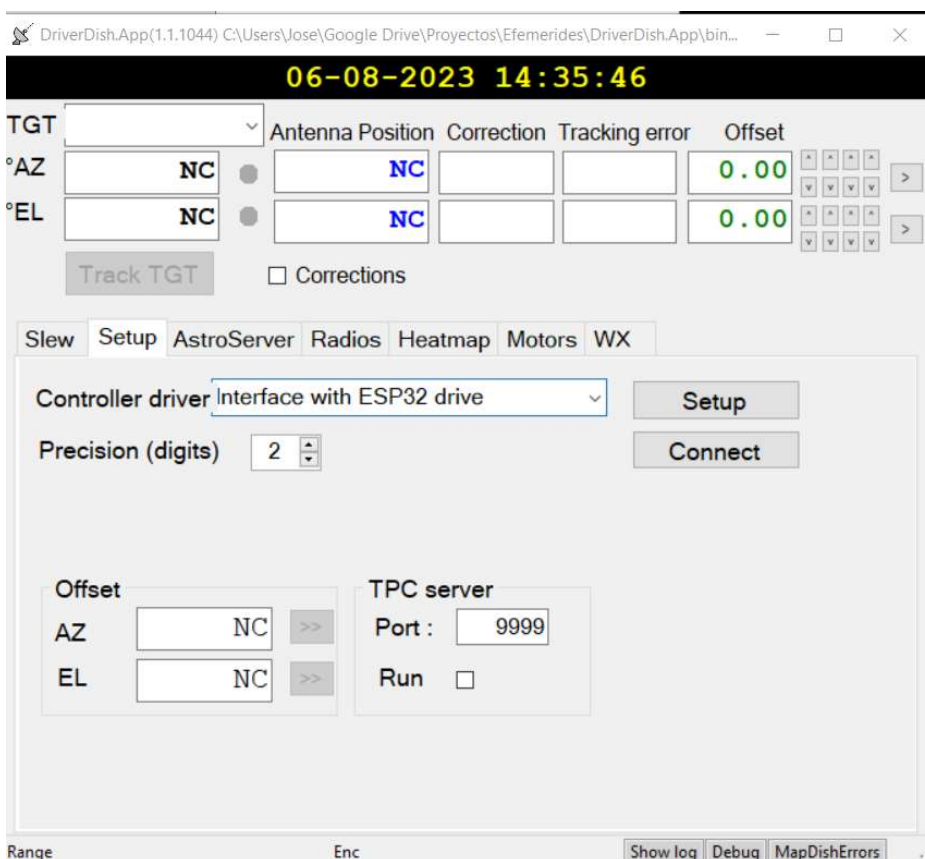 DriverDish.App(1.1.1044) C:\Users\Jose\Google Drive\Proyectos\Efemerides\DriverDish.App\bin...
06-08-2023 14:35:46
TGT
Antenna Position Correction Tracking error Offset
°AZ NC NC 0.00 >
°EL NC NC 0.00 >
Track TGT Corrections
Slew Setup AstroServer Radios Heatmap Motors WX
Controller driver Interface with ESP32 drive Setup
Precision (digits) 2 Connect
Offset TPC server
AZ NC >> Port : 9999
EL NC >> Run
Range Enc Show log Debug MapDishErrors